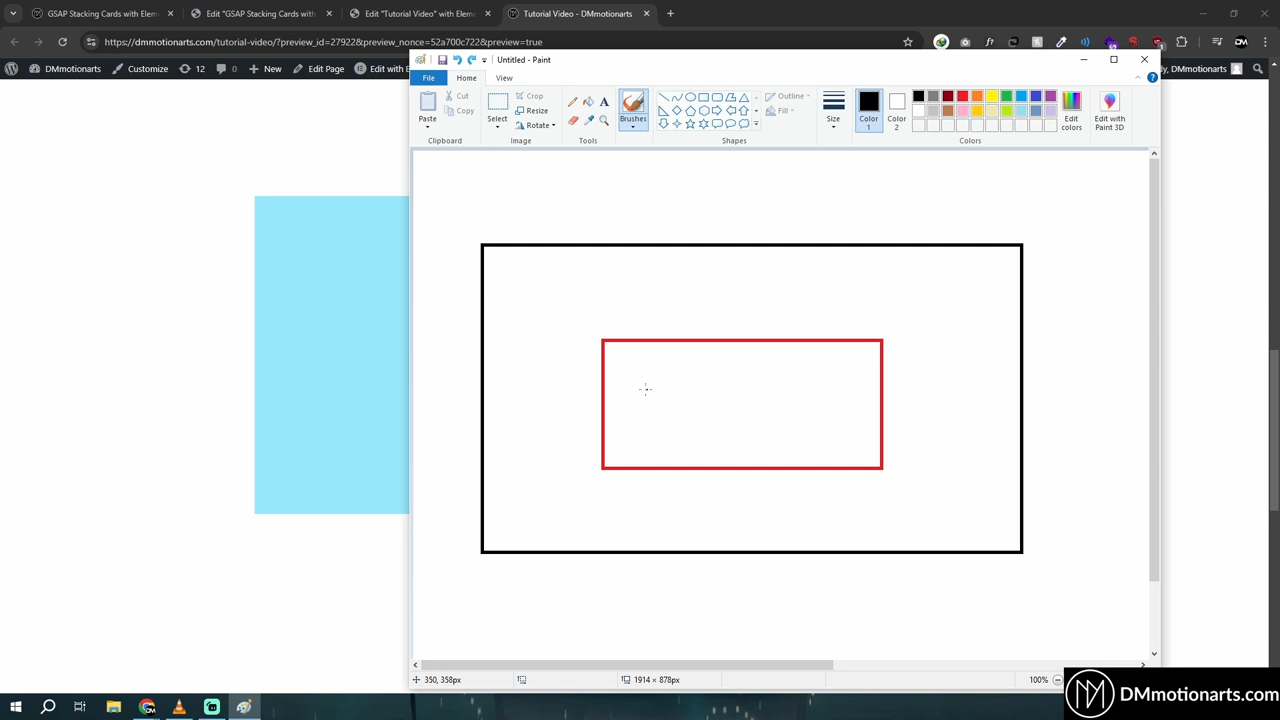 GSAP Stacking Cards with Elem
Edit "GSAP Stacking Cards with
Edit "Tutorial Video" with Eleme
Tutorial Video - DMmotionarts
https://dmmotionarts.com/tutorial-video/?preview_id=27922&preview_nonce=52a700c722&preview=true
DMmotionarts
Customize
12
0
New
Edit Page
Edit with E
y, DMmotionarts
Untitled - Paint
File
Home
View
Paste
Cut
Copy
Clipboard
Select
Crop
Resize
Rotate
Image
Tools
Brushes
Shapes
Outline
Fill
Size
Color 1
Color 2
Edit colors
Colors
Edit with Paint 3D
350, 358px
1914 × 878px
100%
DMmotionarts.com